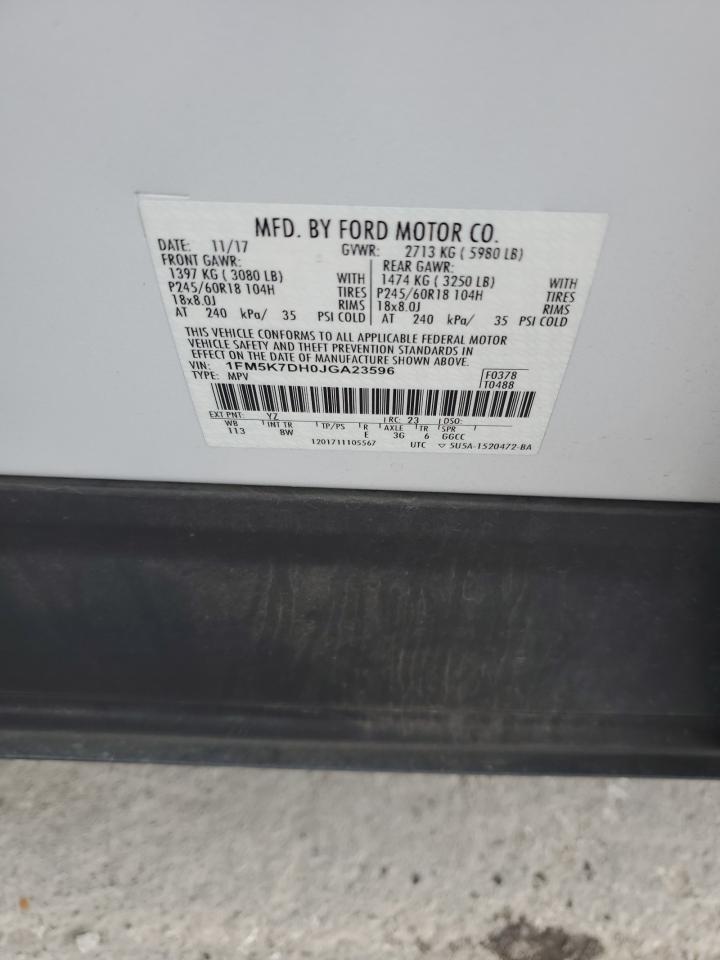 MFD. BY FORD MOTOR CO.
DATE: 11/17 GVWR: 2713 KG ( 5980 LB)
FRONT GAWR: REAR GAWR:
1397 KG ( 3080 LB) WITH 1474 KG ( 3250 LB) WITH
P245/60R18 104H TIRES P245/60R18 104H TIRES
18x8.0J RIMS 18x8.0J RIMS
AT 240 kPa/ 35 PSI COLD AT 240 kPa/ 35 PSI COLD
THIS VEHICLE CONFORMS TO ALL APPLICABLE FEDERAL MOTOR
VEHICLE SAFETY AND THEFT PREVENTION STANDARDS IN
EFFECT ON THE DATE OF MANUFACTURE SHOWN ABOVE.
VIN: 1FM5K7DH0JGA23596 F0378
TYPE: MPV T0488
EXT PNT: YZ RC: 23 DSO:
WB INT TR TP/PS R AXLE TR SPR
113 8W E 3G 6 GGCC
1201711105567 UTC ▽ 5U5A-1520472-BA